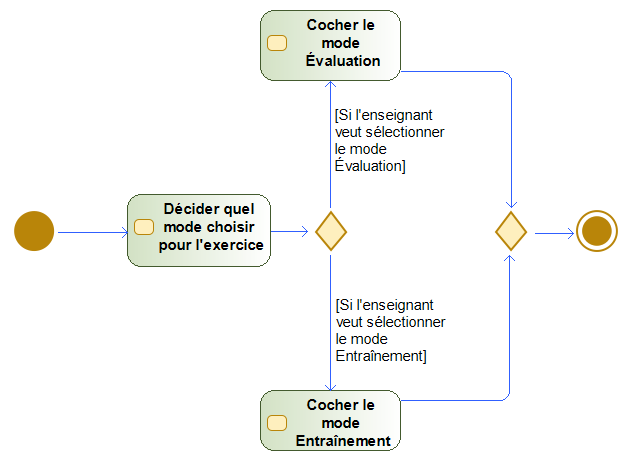 Cocher le
mode
Évaluation
[Si l'enseignant
veut sélectionner
le mode
Évaluation]
Décider quel
mode choisir
pour l'exercice
[Si l'enseignant
veut sélectionner
le mode
Entraînement]
Cocher le
mode
Entraînement